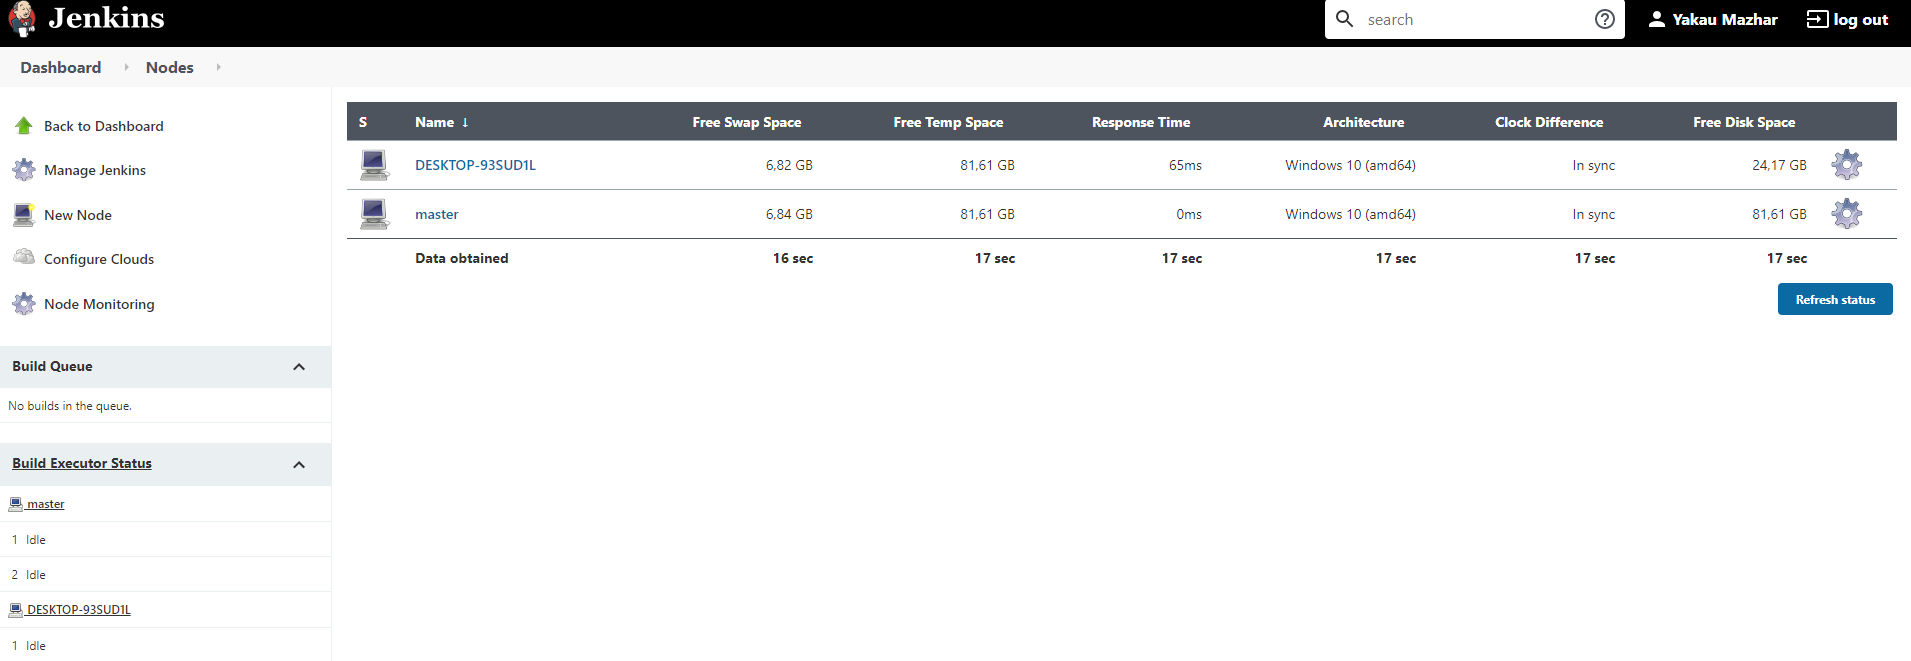 Jenkins
search
Yakau Mazhar
log out
Dashboard
Nodes
Back to Dashboard
Manage Jenkins
New Node
Configure Clouds
Node Monitoring
Build Queue
No builds in the queue.
Build Executor Status
master
1 Idle
2 Idle
DESKTOP-93SUD1L
1 Idle
S Name ↓ Free Swap Space Free Temp Space Response Time Architecture Clock Difference Free Disk Space
DESKTOP-93SUD1L 6,82 GB 81,61 GB 65ms Windows 10 (amd64) In sync 24,17 GB
master 6,84 GB 81,61 GB 0ms Windows 10 (amd64) In sync 81,61 GB
Data obtained 16 sec 17 sec 17 sec 17 sec 17 sec 17 sec
Refresh status